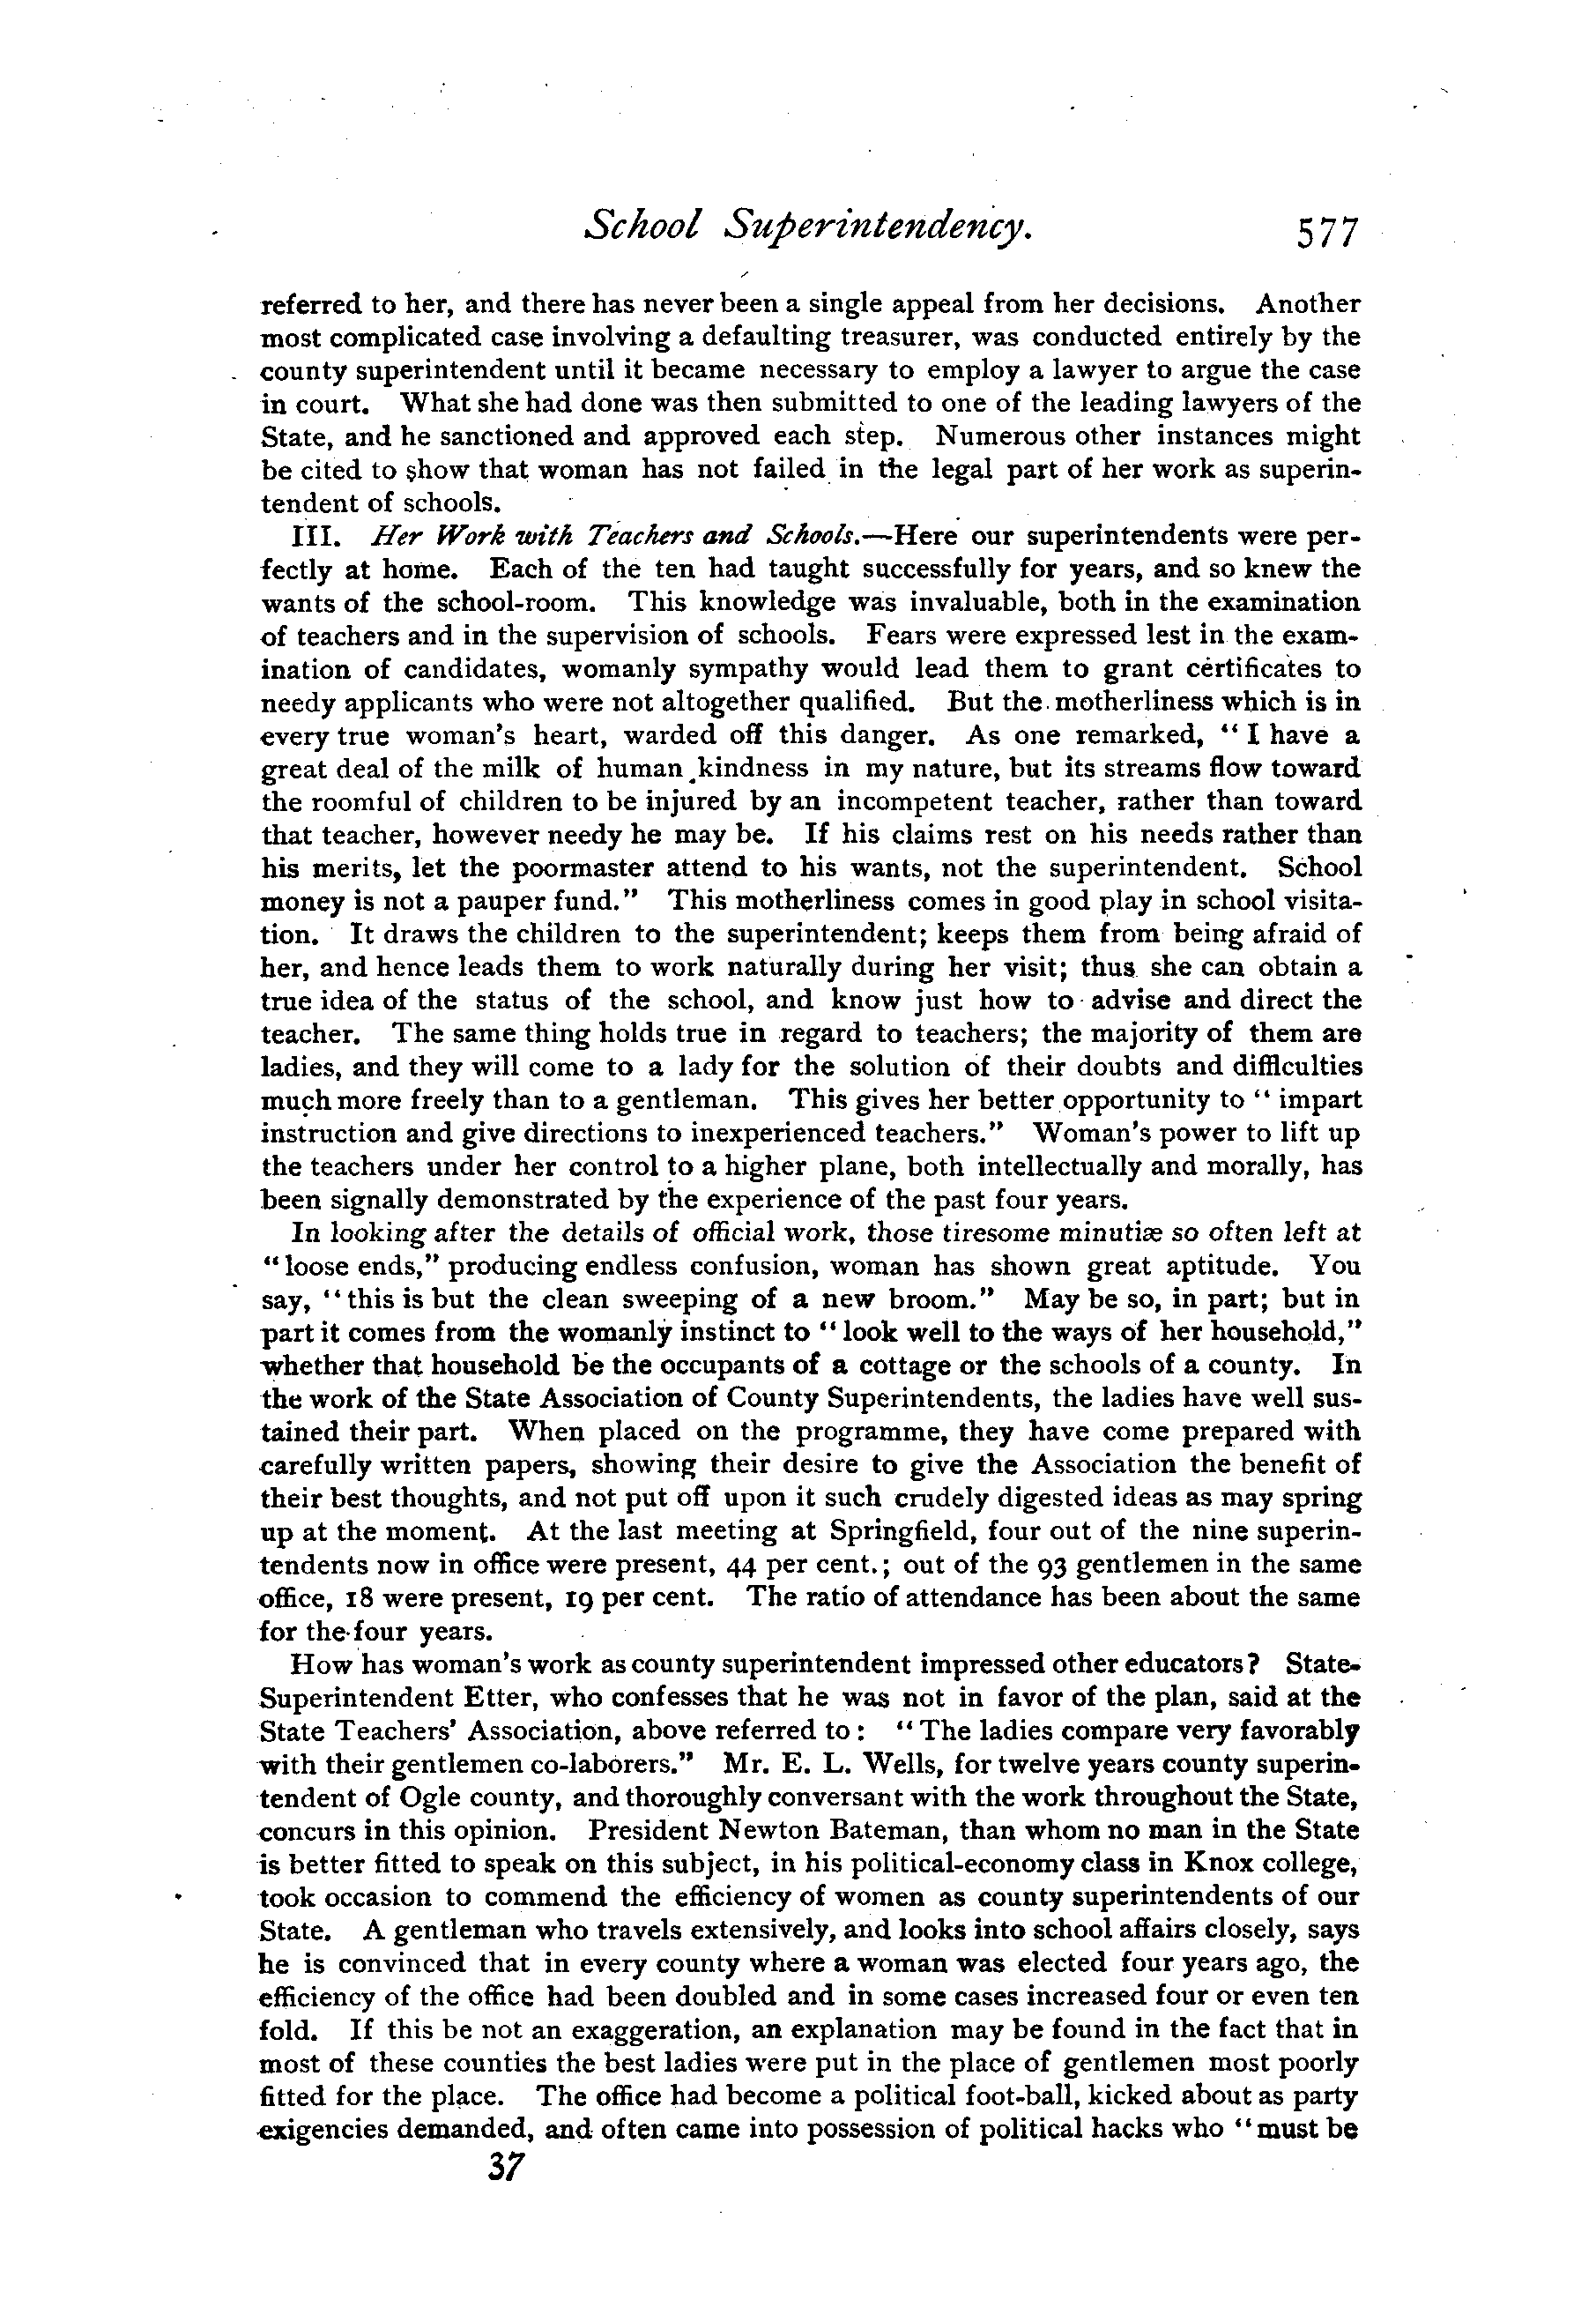 School Superintendency. 577
referred to her, and there has never been a single appeal from her decisions. Another
most complicated case involving a defaulting treasurer, was conducted entirely by the
county superintendent until it became necessary to employ a lawyer to argue the case
in court. What she had done was then submitted to one of the leading lawyers of the
State, and he sanctioned and approved each step. Numerous other instances might
be cited to show that woman has not failed in the legal part of her work as superin-
tendent of schools.
III. Her Work with Teachers and Schools.—Here our superintendents were per-
fectly at home. Each of the ten had taught successfully for years, and so knew the
wants of the school-room. This knowledge was invaluable, both in the examination
of teachers and in the supervision of schools. Fears were expressed lest in the exam-
ination of candidates, womanly sympathy would lead them to grant certificates to
needy applicants who were not altogether qualified. But the motherliness which is in
every true woman's heart, warded off this danger. As one remarked, "I have a
great deal of the milk of human kindness in my nature, but its streams flow toward
the roomful of children to be injured by an incompetent teacher, rather than toward
that teacher, however needy he may be. If his claims rest on his needs rather than
his merits, let the poormaster attend to his wants, not the superintendent. School
money is not a pauper fund." This motherliness comes in good play in school visita-
tion. It draws the children to the superintendent; keeps them from being afraid of
her, and hence leads them to work naturally during her visit; thus she can obtain a
true idea of the status of the school, and know just how to advise and direct the
teacher. The same thing holds true in regard to teachers; the majority of them are
ladies, and they will come to a lady for the solution of their doubts and difficulties
much more freely than to a gentleman. This gives her better opportunity to "impart
instruction and give directions to inexperienced teachers." Woman's power to lift up
the teachers under her control to a higher plane, both intellectually and morally, has
been signally demonstrated by the experience of the past four years.
In looking after the details of official work, those tiresome minutiæ so often left at
"loose ends," producing endless confusion, woman has shown great aptitude. You
say, "this is but the clean sweeping of a new broom." May be so, in part; but in
part it comes from the womanly instinct to "look well to the ways of her household,"
whether that household be the occupants of a cottage or the schools of a county. In
the work of the State Association of County Superintendents, the ladies have well sus-
tained their part. When placed on the programme, they have come prepared with
carefully written papers, showing their desire to give the Association the benefit of
their best thoughts, and not put off upon it such crudely digested ideas as may spring
up at the moment. At the last meeting at Springfield, four out of the nine superin-
tendents now in office were present, 44 per cent.; out of the 93 gentlemen in the same
office, 18 were present, 19 per cent. The ratio of attendance has been about the same
for the four years.
How has woman's work as county superintendent impressed other educators? State-
Superintendent Etter, who confesses that he was not in favor of the plan, said at the
State Teachers' Association, above referred to: "The ladies compare very favorably
with their gentlemen co-laborers." Mr. E. L. Wells, for twelve years county superin-
tendent of Ogle county, and thoroughly conversant with the work throughout the State,
concurs in this opinion. President Newton Bateman, than whom no man in the State
is better fitted to speak on this subject, in his political-economy class in Knox college,
took occasion to commend the efficiency of women as county superintendents of our
State. A gentleman who travels extensively, and looks into school affairs closely, says
he is convinced that in every county where a woman was elected four years ago, the
efficiency of the office had been doubled and in some cases increased four or even ten
fold. If this be not an exaggeration, an explanation may be found in the fact that in
most of these counties the best ladies were put in the place of gentlemen most poorly
fitted for the place. The office had become a political foot-ball, kicked about as party
exigencies demanded, and often came into possession of political hacks who "must be
37